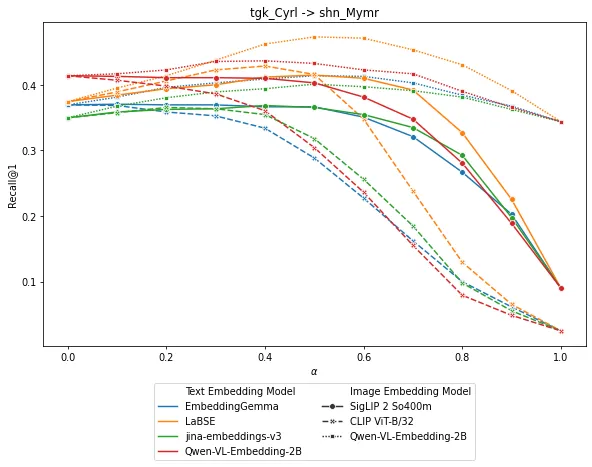 tgk_Cyrl -> shn_Mymr
Recall@1
0.4
0.3
0.2
0.1
0.0 0.2 0.4 0.6 0.8 1.0
α
Text Embedding Model Image Embedding Model
EmbeddingGemma SigLIP 2 So400m
LaBSE CLIP ViT-B/32
jina-embeddings-v3 Qwen-VL-Embedding-2B
Qwen-VL-Embedding-2B